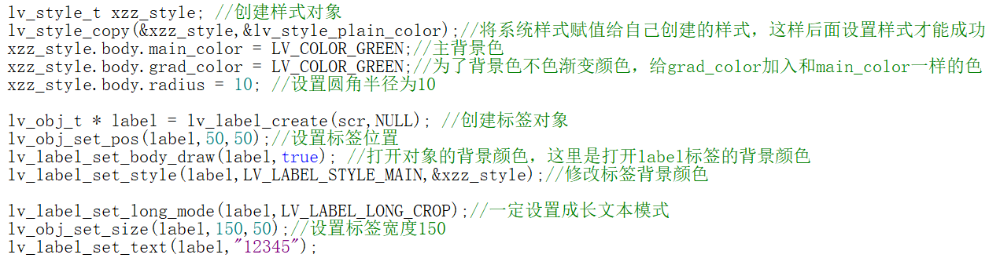 lv_style_t xzz_style; //创建样式对象
lv_style_copy(&xzz_style,&lv_style_plain_color);//将系统样式赋值给自己创建的样式，这样后面设置样式才能成功
xzz_style.body.main_color = LV_COLOR_GREEN;//主背景色
xzz_style.body.grad_color = LV_COLOR_GREEN;//为了背景色不色渐变颜色，给grad_color加入和main_color一样的色
xzz_style.body.radius = 10; //设置圆角半径为10
lv_obj_t * label = lv_label_create(scr,NULL); //创建标签对象
lv_obj_set_pos(label,50,50);//设置标签位置
lv_label_set_body_draw(label,true); //打开对象的背景颜色，这里是打开label标签的背景颜色
lv_label_set_style(label,LV_LABEL_STYLE_MAIN,&xzz_style);//修改标签背景颜色
lv_label_set_long_mode(label,LV_LABEL_LONG_CROP);//一定设置成长文本模式
lv_obj_set_size(label,150,50);//设置标签宽度150
lv_label_set_text(label,"12345");